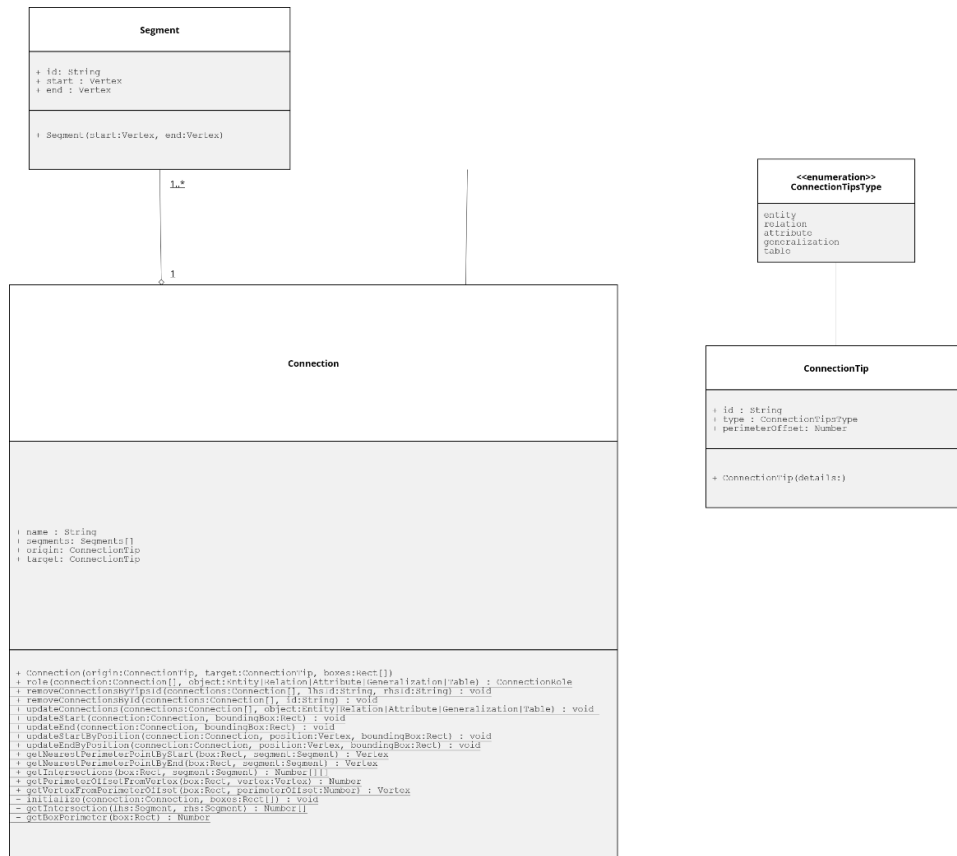 Segment
+ id: String
+ start : Vertex
+ end : Vertex
+ Segment(start:Vertex, end:Vertex)
1..*
1
<<enumeration>>
ConnectionTipsType
entity
relation
attribute
generalization
table
ConnectionTip
+ id : String
+ type : ConnectionTipsType
+ perimeterOffset: Number
+ ConnectionTip(details:)
Connection
+ name : String
+ segments: Segments[]
+ origin: ConnectionTip
+ target: ConnectionTip
+ Connection(origin:ConnectionTip, target:ConnectionTip, boxes:Rect[])
+ role(connection:Connection[], object:Entity|Relation|Attribute|Generalization|Table) : ConnectionRole
+ removeConnectionsByTipsId(connections:Connection[], lhsId:String, rhsId:String) : void
+ removeConnectionsById(connections:Connection[], id:String) : void
+ updateConnections(connections:Connection[], object:Entity|Relation|Attribute|Generalization|Table) : void
+ updateStart(connection:Connection, boundingBox:Rect) : void
+ updateEnd(connection:Connection, boundingBox:Rect) : void
+ updateStartByPosition(connection:Connection, position:Vertex, boundingBox:Rect) : void
+ updateEndByPosition(connection:Connection, position:Vertex, boundingBox:Rect) : void
+ getNearestPerimeterPointByStart(box:Rect, segment:Segment) : Vertex
+ getNearestPerimeterPointByEnd(box:Rect, segment:Segment) : Vertex
+ getIntersections(box:Rect, segment:Segment) : Number[][]
+ getPerimeterOffsetFromVertex(box:Rect, vertex:Vertex) : Number
+ getVertexFromPerimeterOffset(box:Rect, perimeterOffset:Number) : Vertex
- initialize(connection:Connection, boxes:Rect[]) : void
- getIntersection(lhs:Segment, rhs:Segment) : Number[]
- getBoxPerimeter(box:Rect) : Number